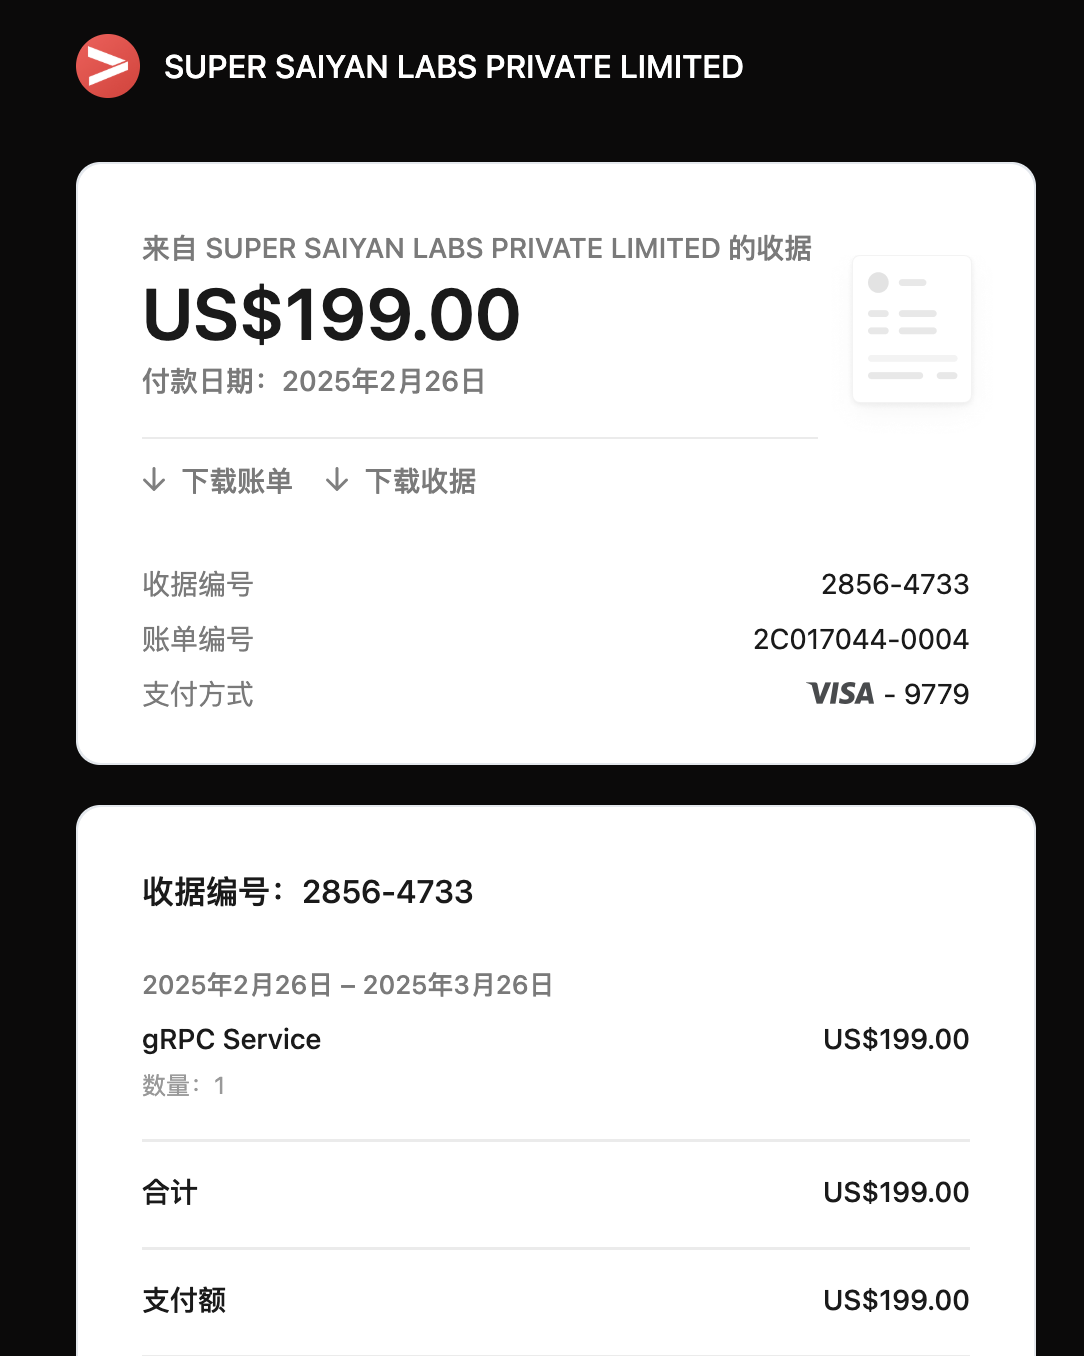 SUPER SAIYAN LABS PRIVATE LIMITED
来自 SUPER SAIYAN LABS PRIVATE LIMITED 的收据
US$199.00
付款日期：2025年2月26日
下载账单 下载收据
收据编号 2856-4733
账单编号 2C017044-0004
支付方式 VISA - 9779
收据编号：2856-4733
2025年2月26日 – 2025年3月26日
gRPC Service US$199.00
数量：1
合计 US$199.00
支付额 US$199.00